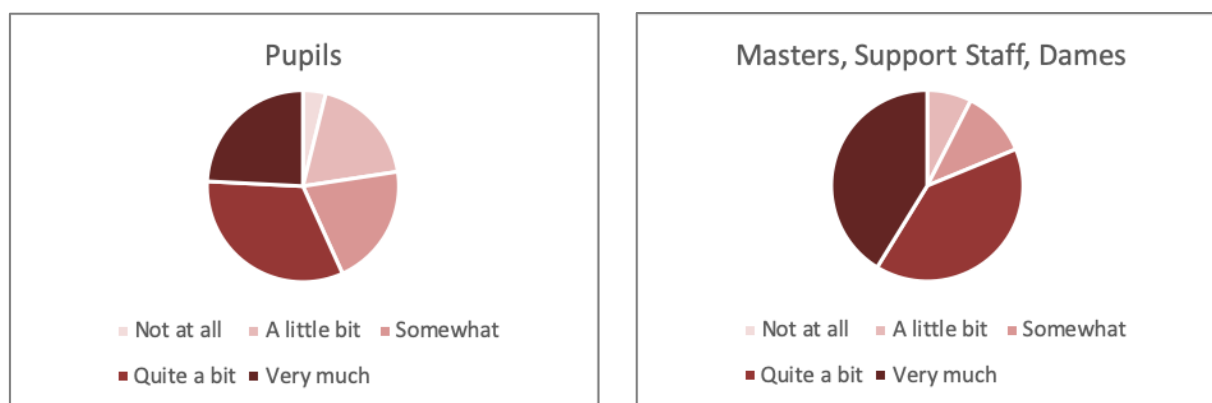 Pupils
Not at all A little bit Somewhat
Quite a bit Very much
Masters, Support Staff, Dames
Not at all A little bit Somewhat
Quite a bit Very much